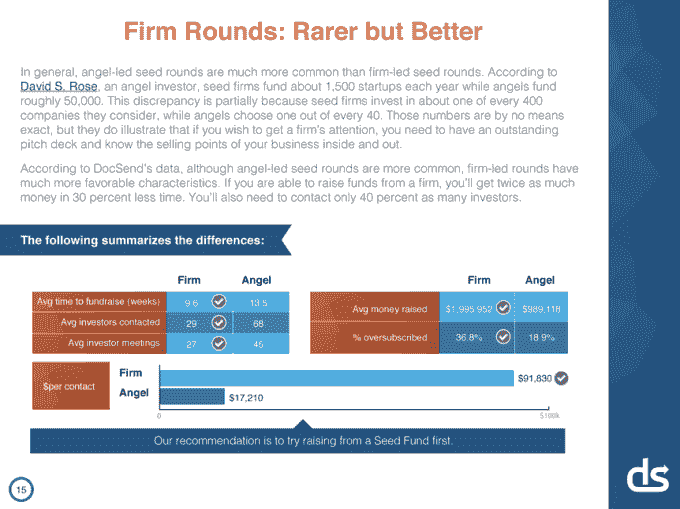 Firm Rounds: Rarer but Better
In general, angel-led seed rounds are much more common than firm-led seed rounds. According to
David S. Rose, an angel investor, seed firms fund about 1,500 startups each year while angels fund
roughly 50,000. This discrepancy is partially because seed firms invest in about one of every 400
companies they consider, while angels choose one out of every 40. Those numbers are by no means
exact, but they do illustrate that if you wish to get a firm's attention, you need to have an outstanding
pitch deck and know the selling points of your business inside and out.
According to DocSend's data, although angel-led seed rounds are more common, firm-led rounds have
much more favorable characteristics. If you are able to raise funds from a firm, you'll get twice as much
money in 30 percent less time. You'll also need to contact only 40 percent as many investors.
The following summarizes the differences:
Firm Angel
Avg time to fundraise (weeks) 9.6 13.5
Avg investors contacted 29 68
Avg investor meetings 27 45
Firm Angel
Avg money raised $1,995,952 $989,118
% oversubscribed 36.8% 18.9%
$per contact
Firm $91,830
Angel $17,210
0 $100k
Our recommendation is to try raising from a Seed Fund first.
15
ds